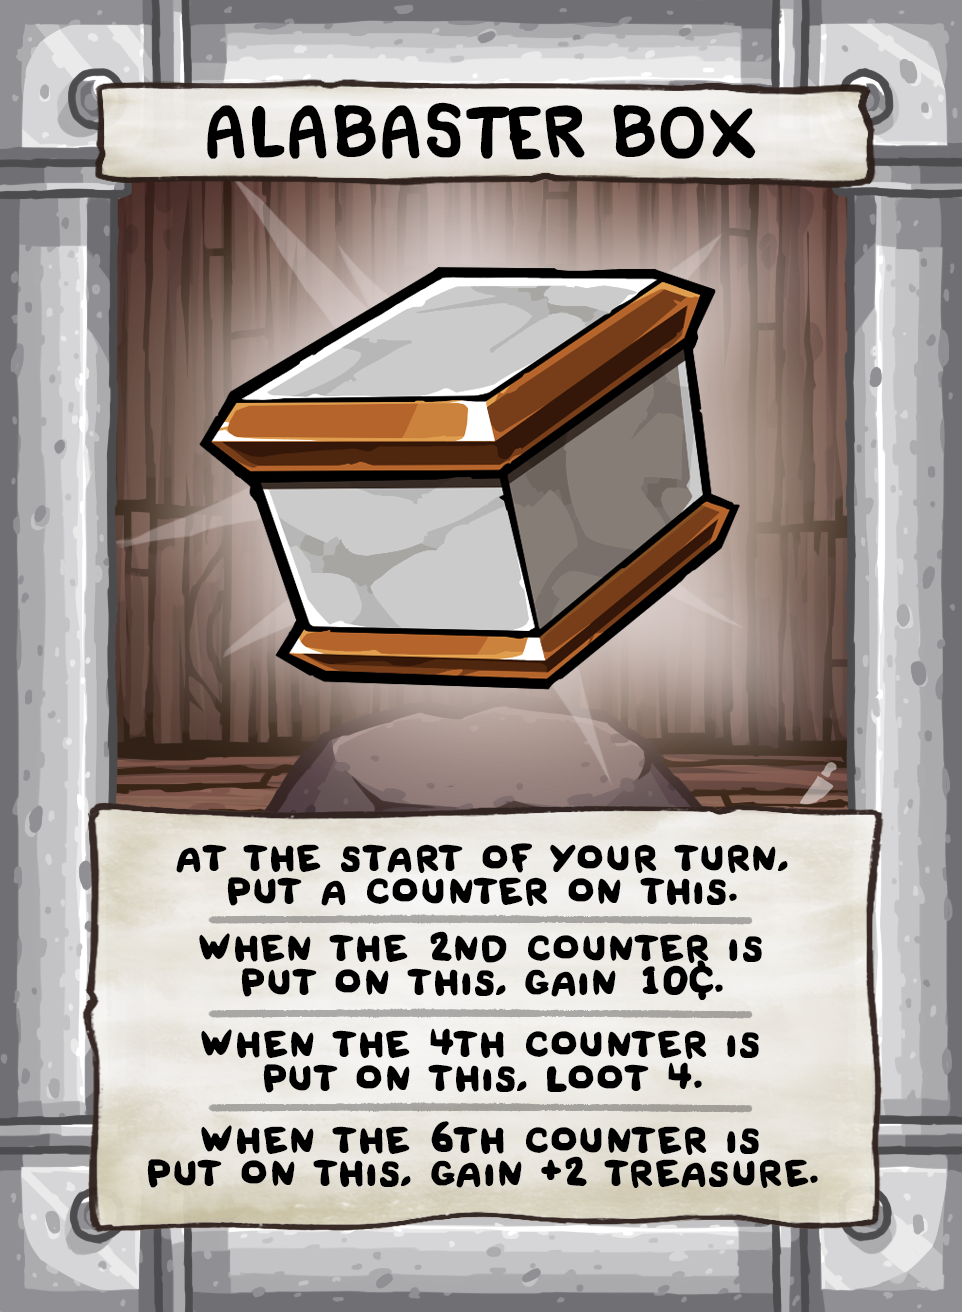 ALABASTER BOX
AT THE START OF YOUR TURN,
PUT A COUNTER ON THIS.
WHEN THE 2ND COUNTER IS
PUT ON THIS, GAIN 10¢.
WHEN THE 4TH COUNTER IS
PUT ON THIS, LOOT 4.
WHEN THE 6TH COUNTER IS
PUT ON THIS, GAIN +2 TREASURE.